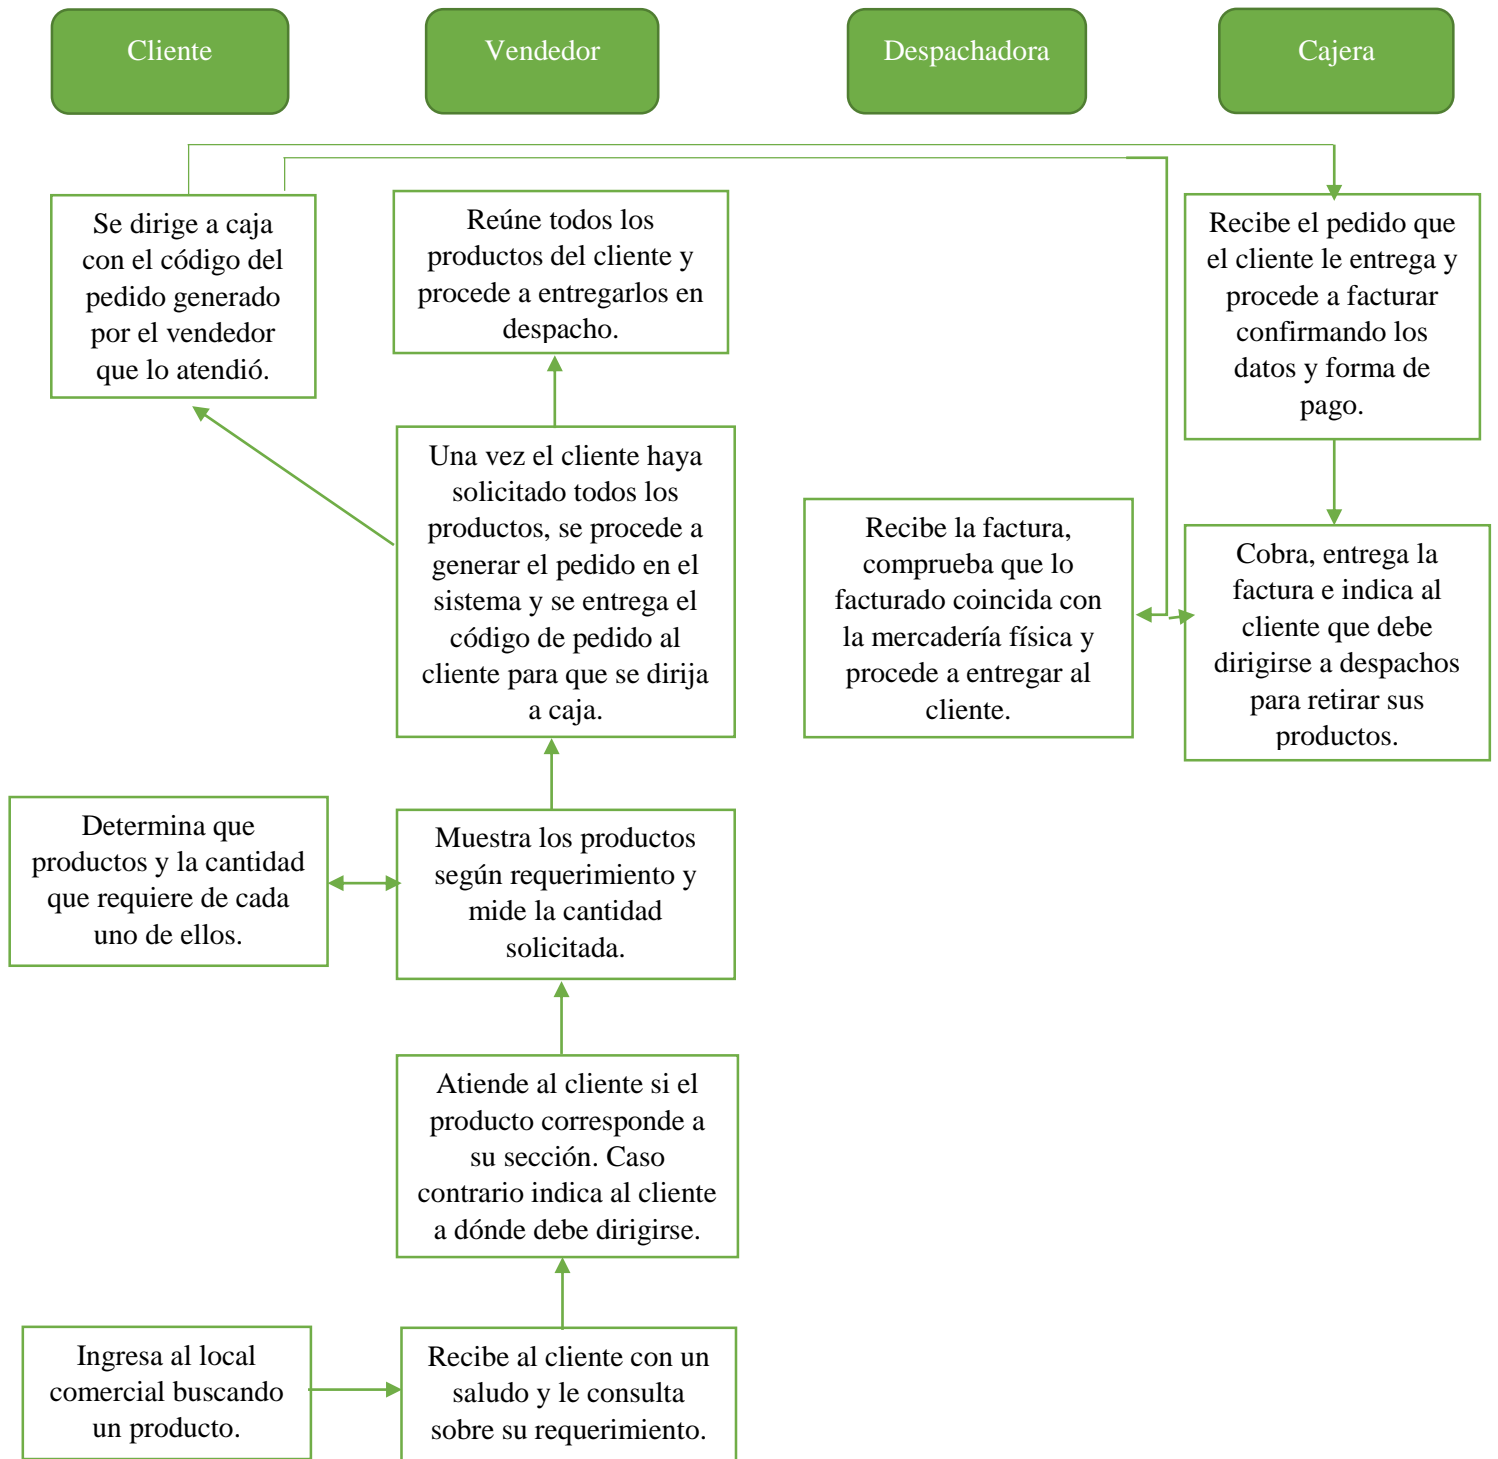 Cliente
Vendedor
Despachadora
Cajera
Se dirige a caja
con el código del
pedido generado
por el vendedor
que lo atendió.
Reúne todos los
productos del cliente y
procede a entregarlos en
despacho.
Recibe el pedido que
el cliente le entrega y
procede a facturar
confirmando los
datos y forma de
pago.
Una vez el cliente haya
solicitado todos los
productos, se procede a
generar el pedido en el
sistema y se entrega el
código de pedido al
cliente para que se dirija
a caja.
Recibe la factura,
comprueba que lo
facturado coincida con
la mercadería física y
procede a entregar al
cliente.
Cobra, entrega la
factura e indica al
cliente que debe
dirigirse a despachos
para retirar sus
productos.
Determina que
productos y la cantidad
que requiere de cada
uno de ellos.
Muestra los productos
según requerimiento y
mide la cantidad
solicitada.
Atiende al cliente si el
producto corresponde a
su sección. Caso
contrario indica al cliente
a dónde debe dirigirse.
Ingresa al local
comercial buscando
un producto.
Recibe al cliente con un
saludo y le consulta
sobre su requerimiento.